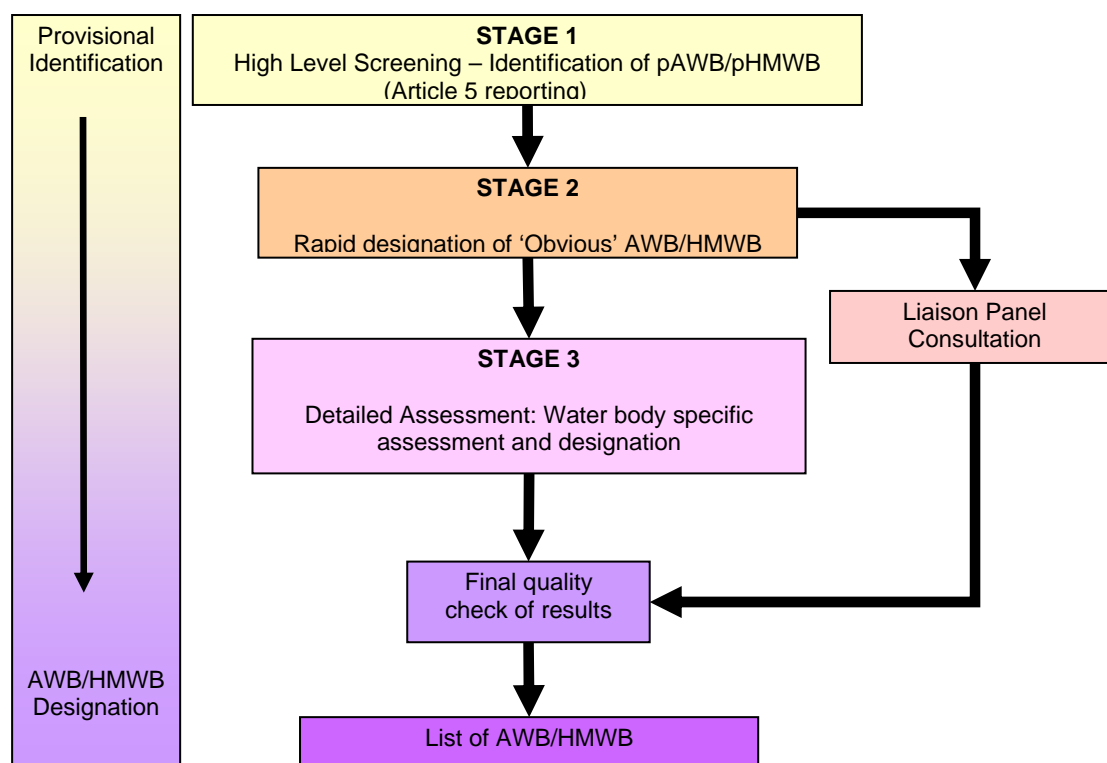 Provisional
Identification
AWB/HMWB
Designation
STAGE 1
High Level Screening – Identification of pAWB/pHMWB
(Article 5 reporting)
STAGE 2
Rapid designation of ‘Obvious’ AWB/HMWB
Liaison Panel
Consultation
STAGE 3
Detailed Assessment: Water body specific
assessment and designation
Final quality
check of results
List of AWB/HMWB